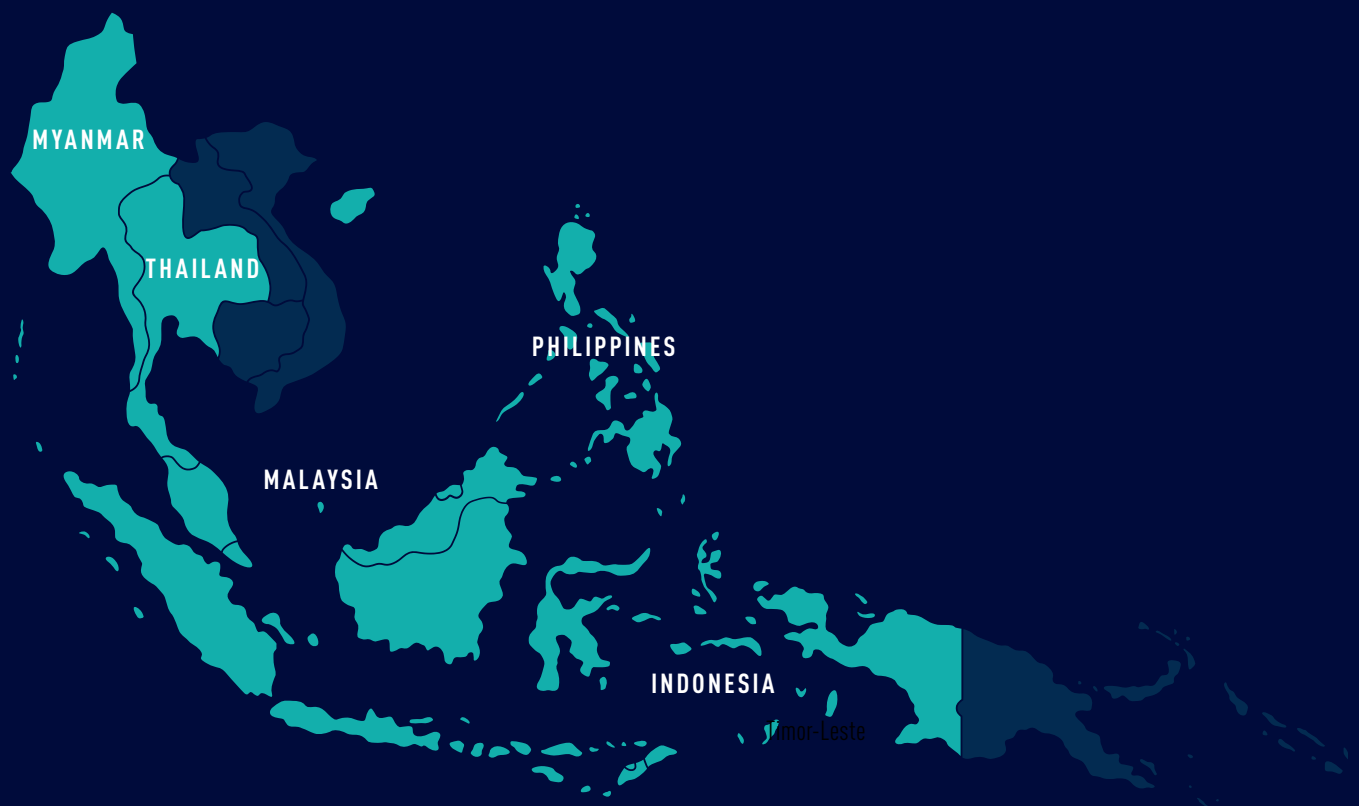 MYANMAR
THAILAND
PHILIPPINES
MALAYSIA
INDONESIA
Timor-Leste